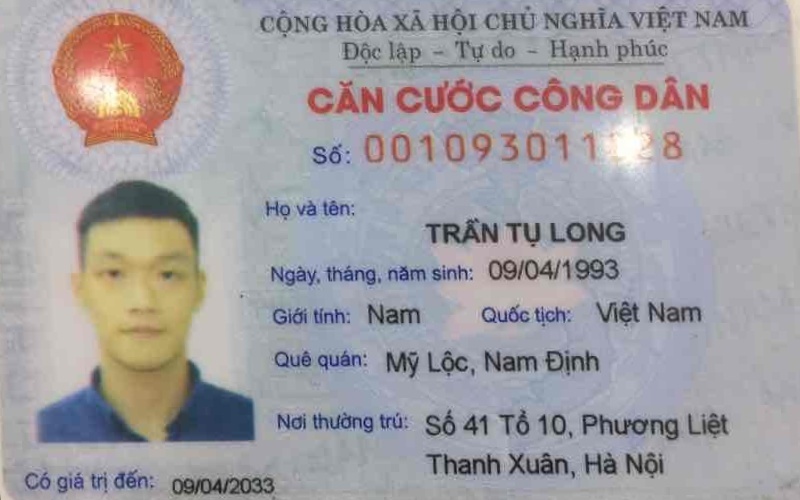 CỘNG HÒA XÃ HỘI CHỦ NGHĨA VIỆT NAM
Độc lập – Tự do – Hạnh phúc
CĂN CƯỚC CÔNG DÂN
Số:
Họ và tên:
TRẦN TỤ LONG
Ngày, tháng, năm sinh: 09/04/1993
Giới tính: Nam Quốc tịch: Việt Nam
Quê quán: Mỹ Lộc, Nam Định
Nơi thường trú: Số 41 Tổ 10, Phương Liệt
Thanh Xuân, Hà Nội
Có giá trị đến: 09/04/2033